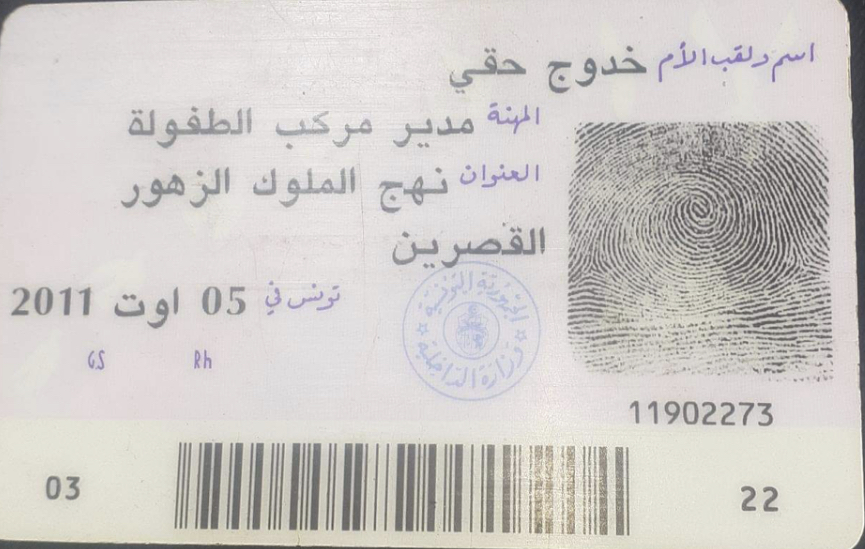 اسم ولقب الأم خدوج حقي
المهنة مدير مركب الطفولة
العنوان نهج الملوك الزهور
القصرين
تونس في 05 اوت 2011
GS Rh
الجمهورية التونسية
وزارة الداخلية
11902273
03 22